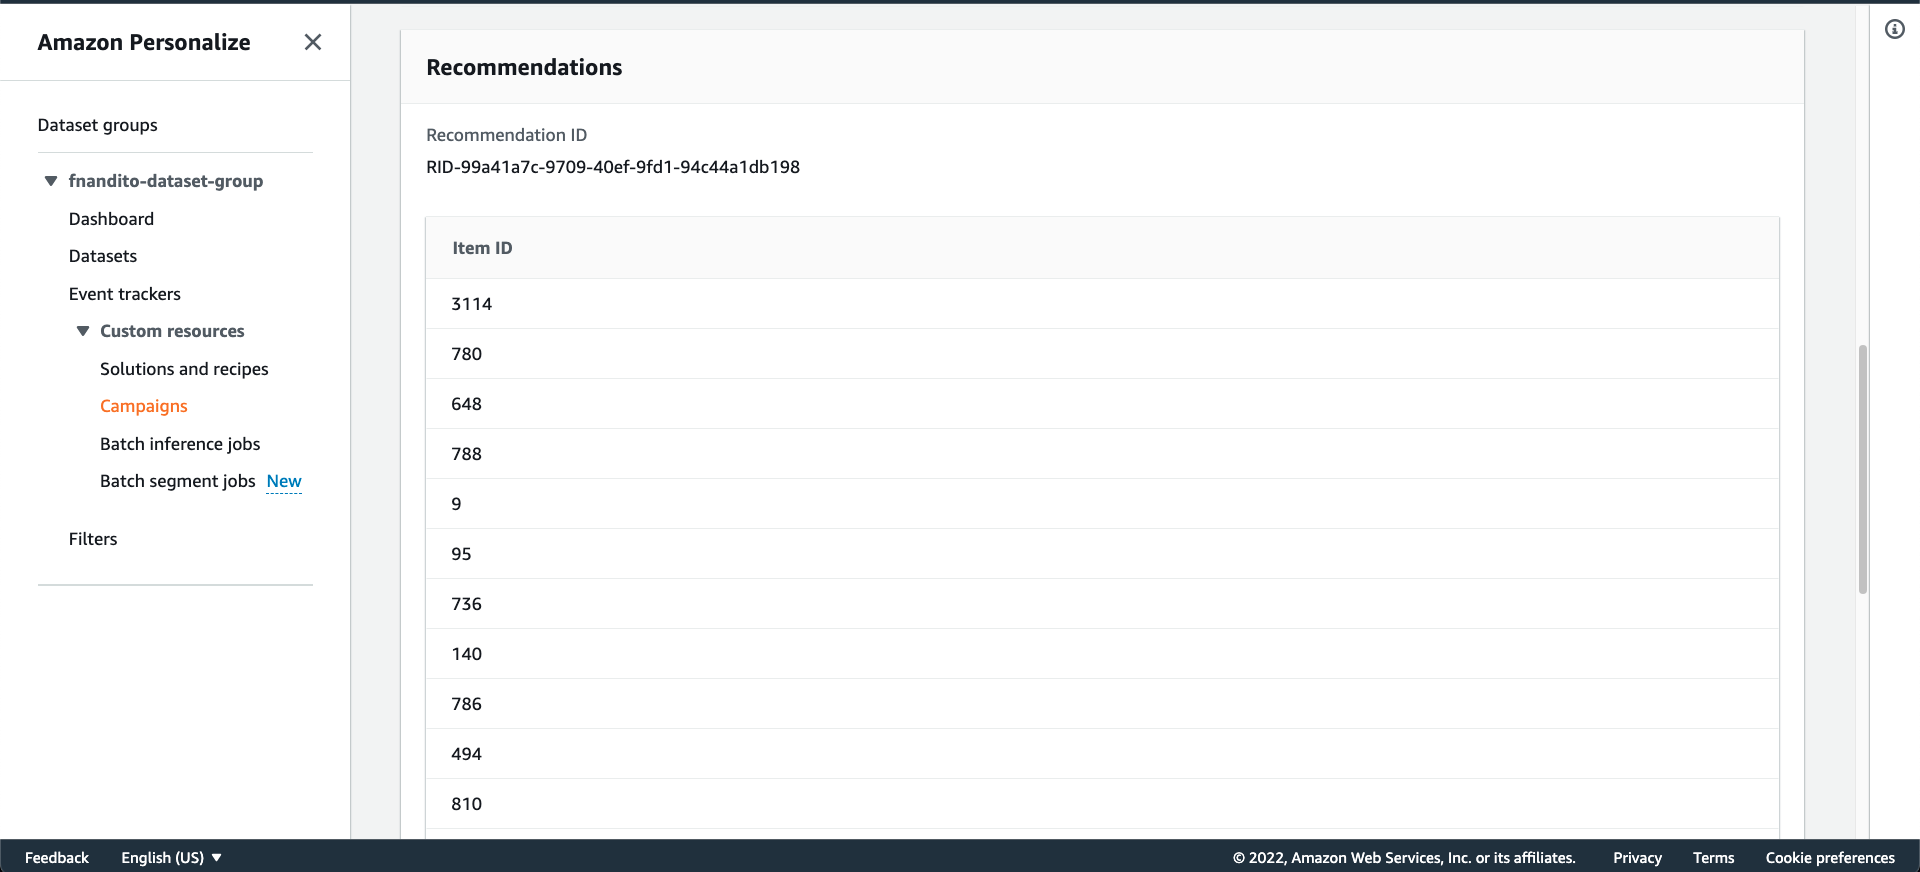 Amazon Personalize
Dataset groups
fnandito-dataset-group
Dashboard
Datasets
Event trackers
Custom resources
Solutions and recipes
Campaigns
Batch inference jobs
Batch segment jobs New
Filters
Recommendations
Recommendation ID
RID-99a41a7c-9709-40ef-9fd1-94c44a1db198
Item ID
3114
780
648
788
9
95
736
140
786
494
810
Feedback English (US) © 2022, Amazon Web Services, Inc. or its affiliates. Privacy Terms Cookie preferences